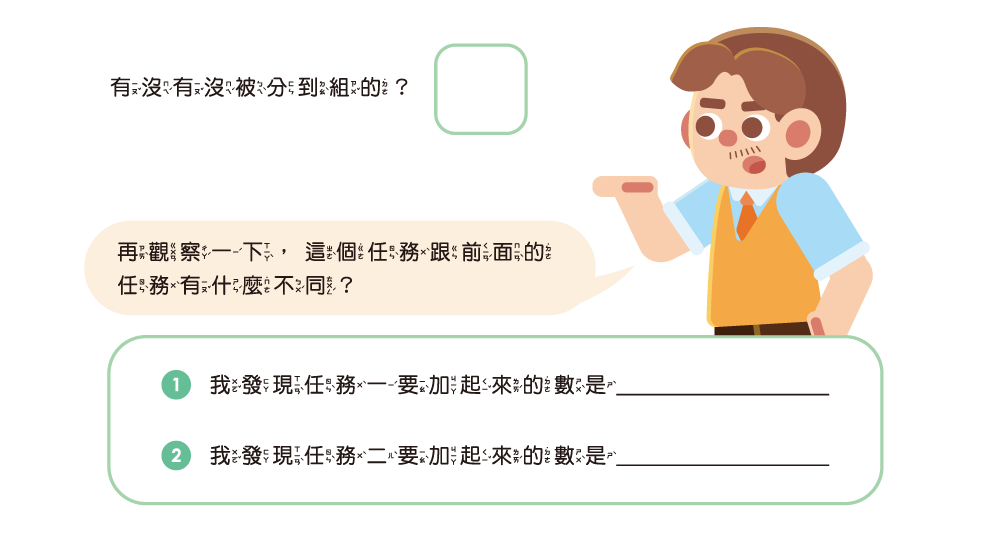 有沒有沒被分到組的？
再觀察一下，這個任務跟前面的
任務有什麼不同？
1 我發現任務一要加起來的數是＿＿＿＿＿＿＿＿
2 我發現任務二要加起來的數是＿＿＿＿＿＿＿＿